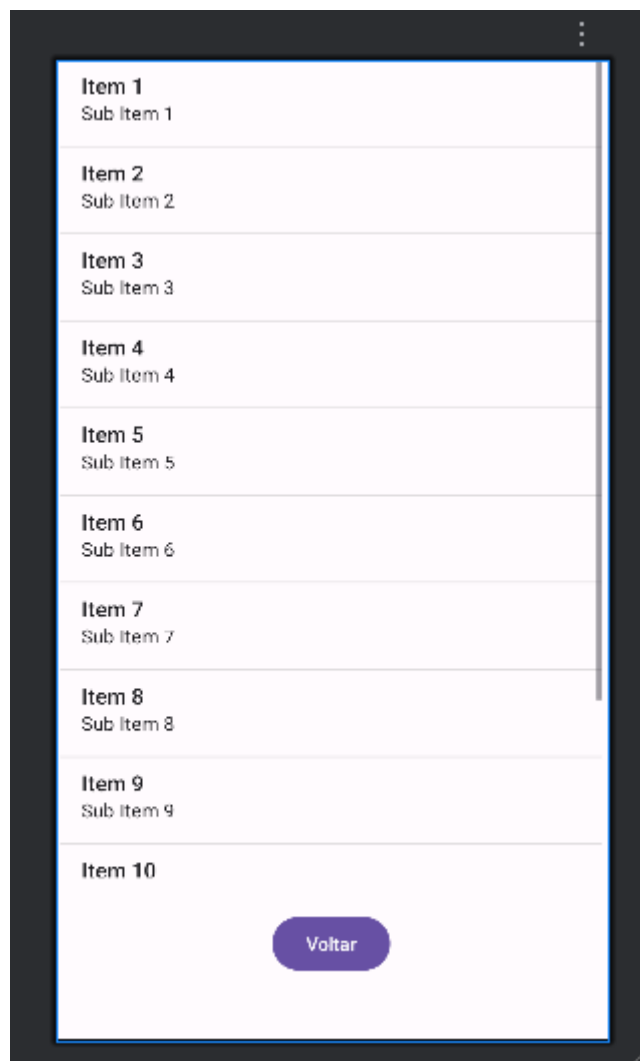 Item 1
Sub Item 1
Item 2
Sub Item 2
Item 3
Sub Item 3
Item 4
Sub Item 4
Item 5
Sub Item 5
Item 6
Sub Item 6
Item 7
Sub Item 7
Item 8
Sub Item 8
Item 9
Sub Item 9
Item 10
Voltar